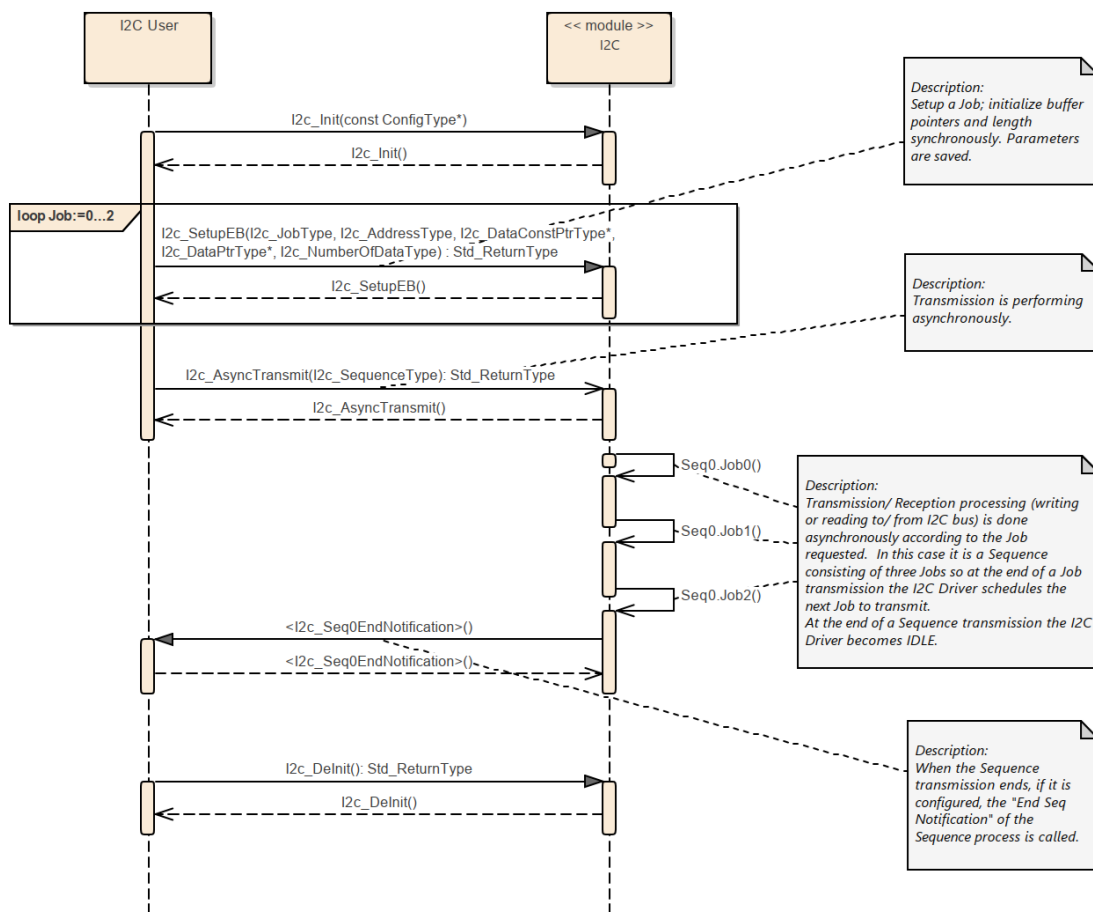 I2C User
<< module >>
I2C
Description:
Setup a Job; initialize buffer
pointers and length
synchronously. Parameters
are saved.
I2c_Init(const ConfigType*)
I2c_Init()
loop Job:=0...2
I2c_SetupEB(I2c_JobType, I2c_AddressType, I2c_DataConstPtrType*,
I2c_DataPtrType*, I2c_NumberOfDataType) : Std_ReturnType
I2c_SetupEB()
Description:
Transmission is performing
asynchronously.
I2c_AsyncTransmit(I2c_SequenceType): Std_ReturnType
I2c_AsyncTransmit()
Seq0.Job0()
Seq0.Job1()
Seq0.Job2()
Description:
Transmission/ Reception processing (writing
or reading to/ from I2C bus) is done
asynchronously according to the Job
requested.  In this case it is a Sequence
consisting of three Jobs so at the end of a Job
transmission the I2C Driver schedules the
next Job to transmit.
At the end of a Sequence transmission the I2C
Driver becomes IDLE.
<I2c_Seq0EndNotification>()
<I2c_Seq0EndNotification>()
Description:
When the Sequence
transmission ends, if it is
configured, the "End Seq
Notification" of the
Sequence process is called.
I2c_DeInit(): Std_ReturnType
I2c_DeInit()